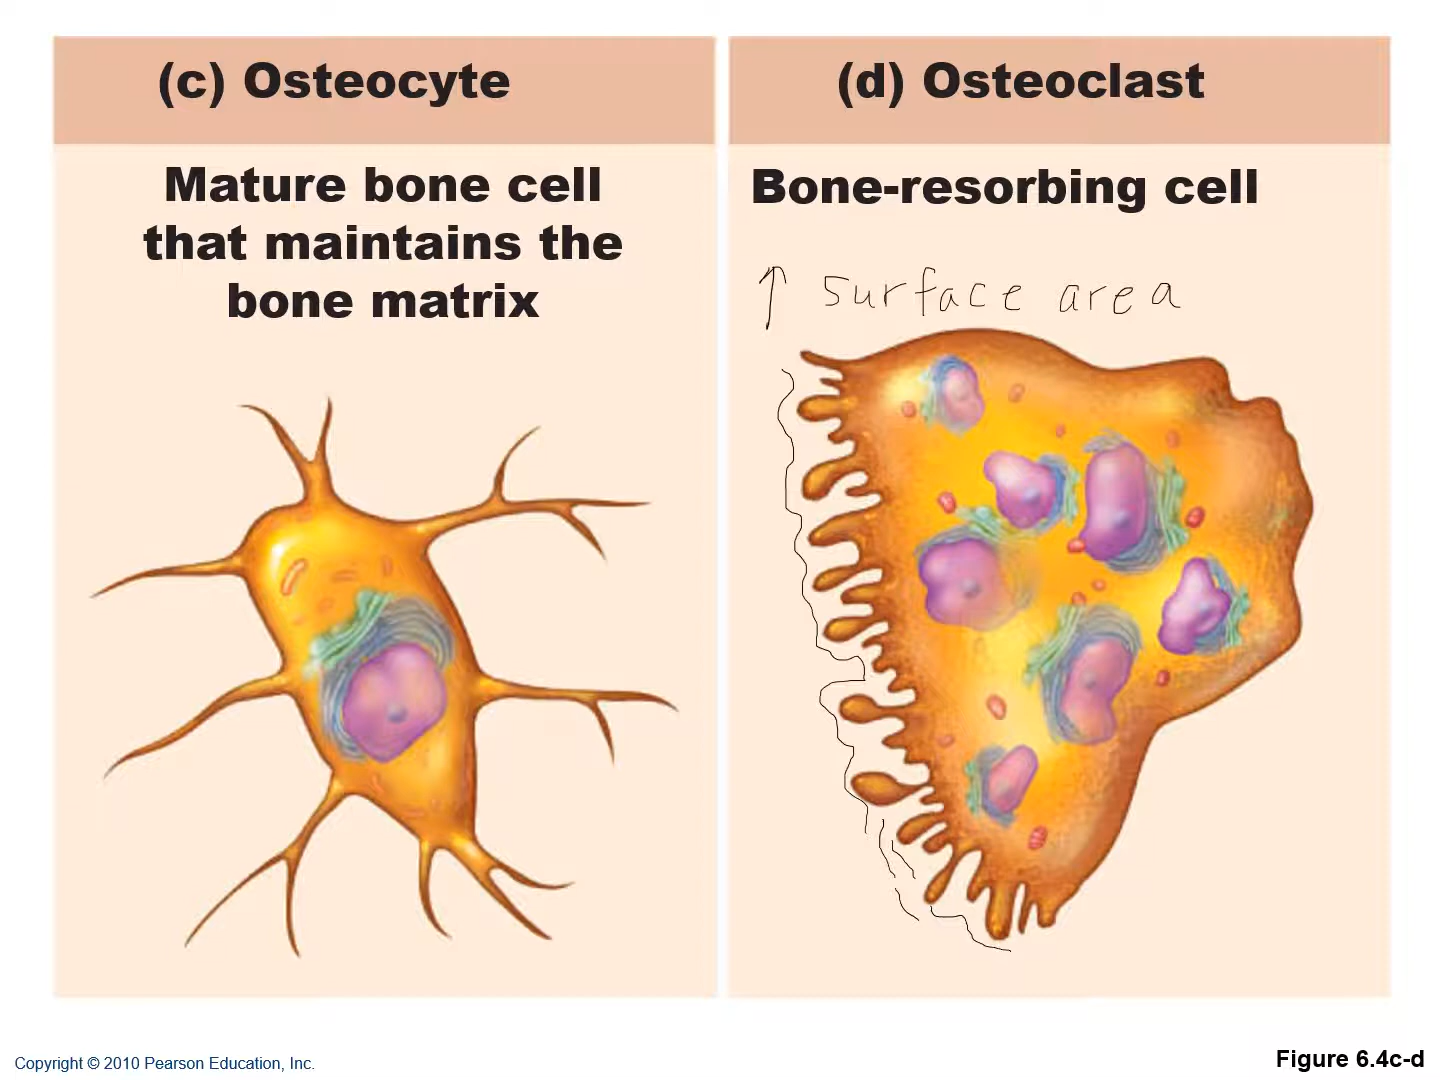 (c) Osteocyte
Mature bone cell
that maintains the
bone matrix
(d) Osteoclast
Bone-resorbing cell
↑ surface area
Copyright © 2010 Pearson Education, Inc.
Figure 6.4c-d